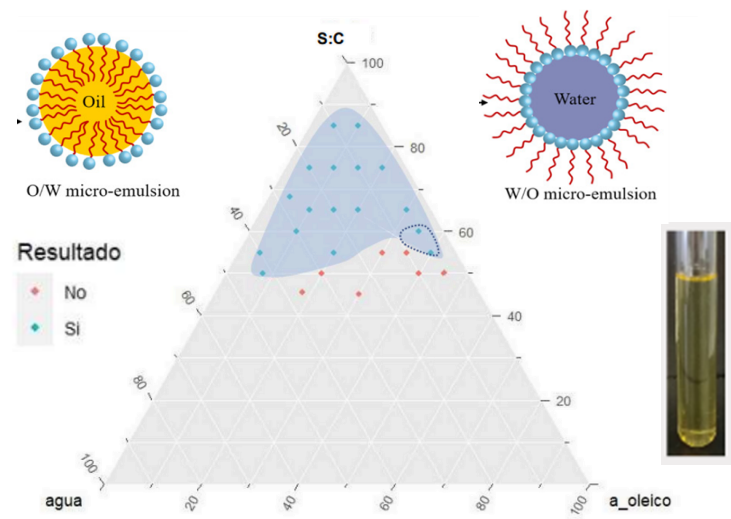 S:C
100
Oil
Water
20
80
O/W micro-emulsion
W/O micro-emulsion
40
60
Resultado
No
Si
60
40
80
20
100
agua
a_oleico
20
40
60
80
100